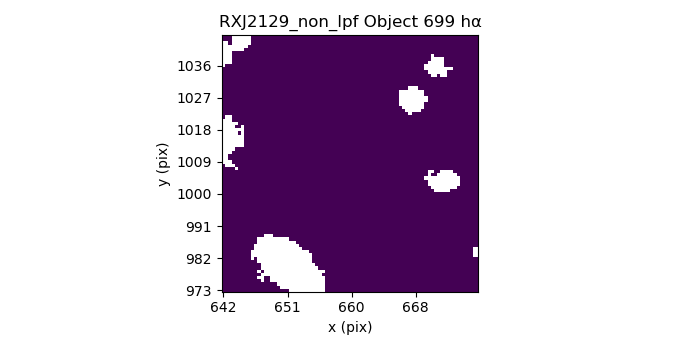 RXJ2129_non_lpf Object 699 hα
1036
1027
1018
1009
1000
991
982
973
y (pix)
642 651 660 668
x (pix)